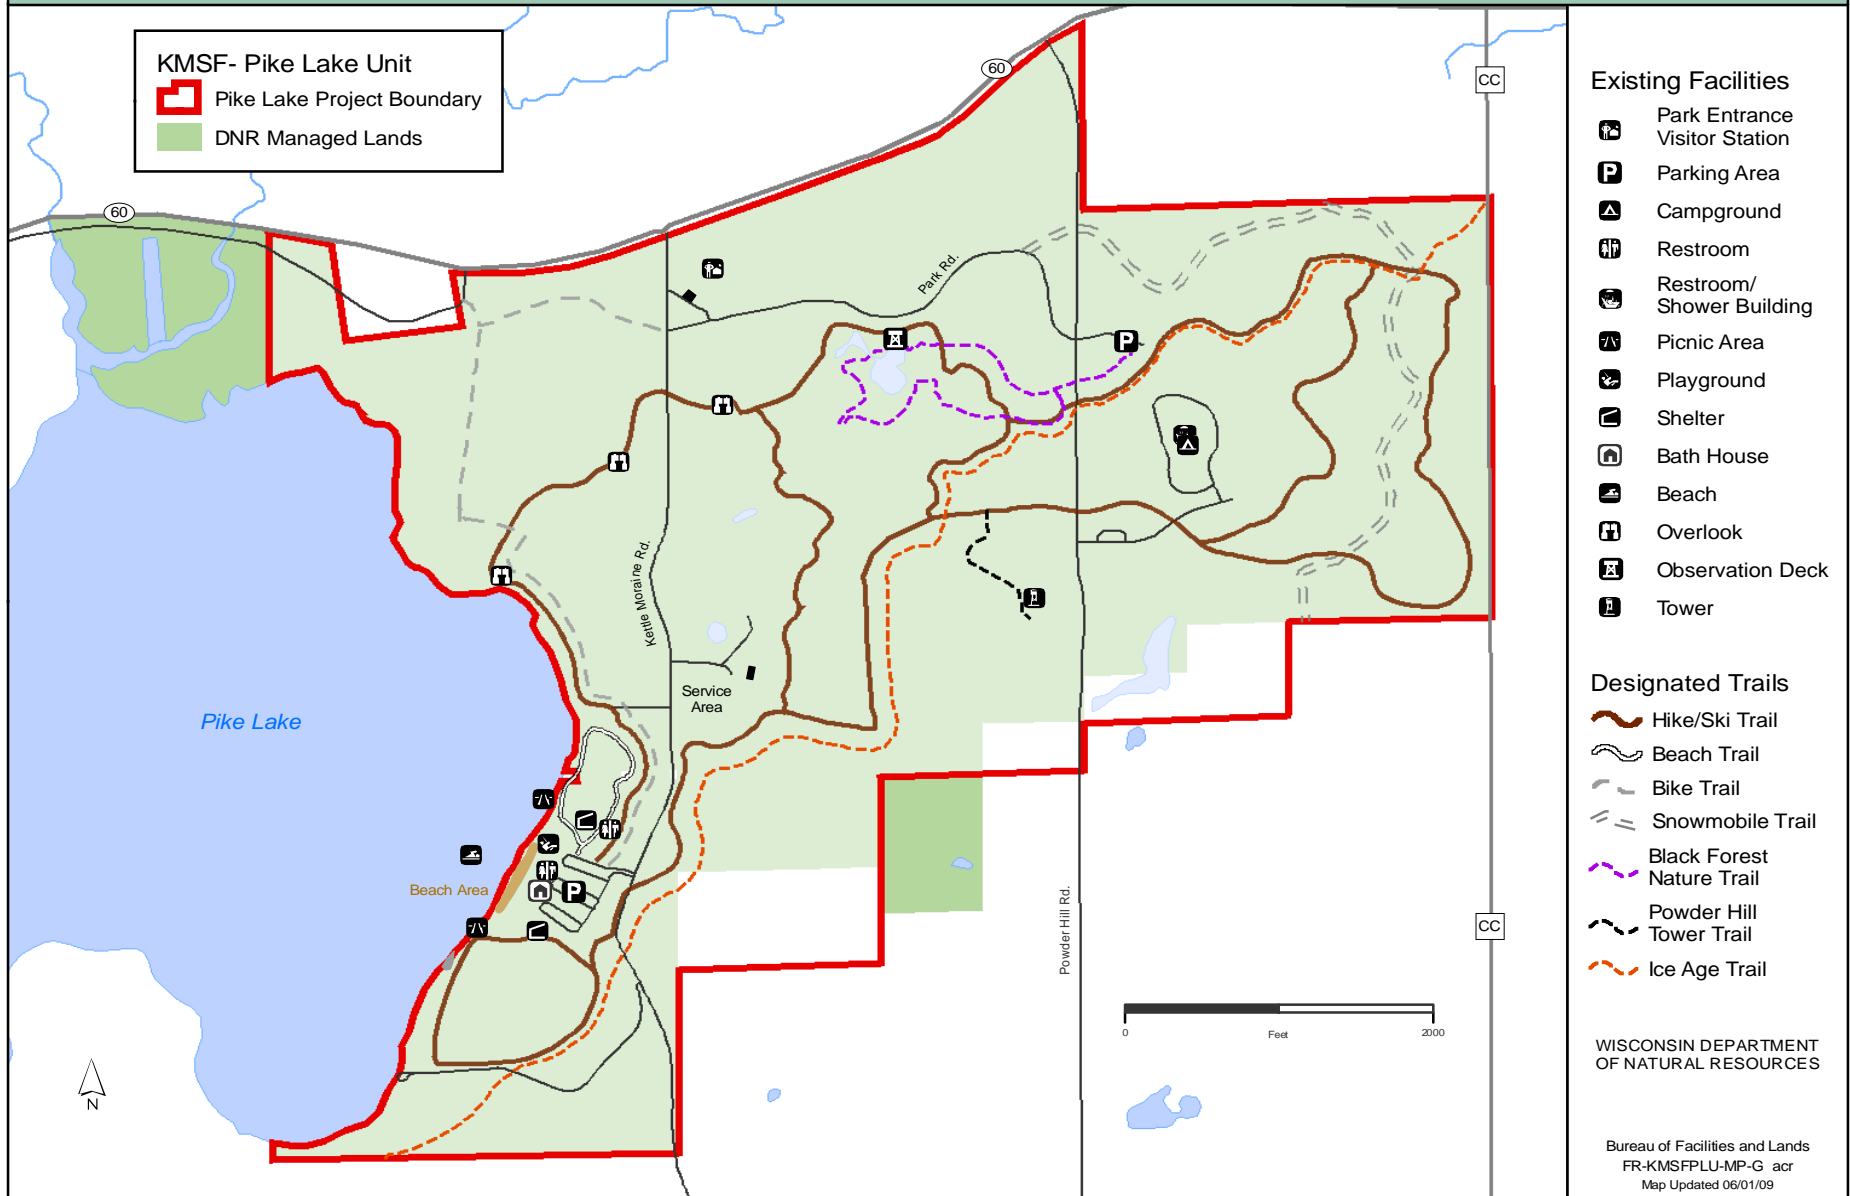 KMSF- Pike Lake Unit
Pike Lake Project Boundary
DNR Managed Lands
60
60
CC
Park Rd.
Kettle Moraine Rd.
Service
Area
Pike Lake
Beach Area
Powder Hill Rd.
CC
P
P
0
Feet
2000
N
Existing Facilities
Park Entrance
Visitor Station
P
Parking Area
Campground
Restroom
Restroom/
Shower Building
Picnic Area
Playground
Shelter
Bath House
Beach
Overlook
Observation Deck
Tower
Designated Trails
Hike/Ski Trail
Beach Trail
Bike Trail
Snowmobile Trail
Black Forest
Nature Trail
Powder Hill
Tower Trail
Ice Age Trail
WISCONSIN DEPARTMENT
OF NATURAL RESOURCES
Bureau of Facilities and Lands
FR-KMSFPLU-MP-G acr
Map Updated 06/01/09